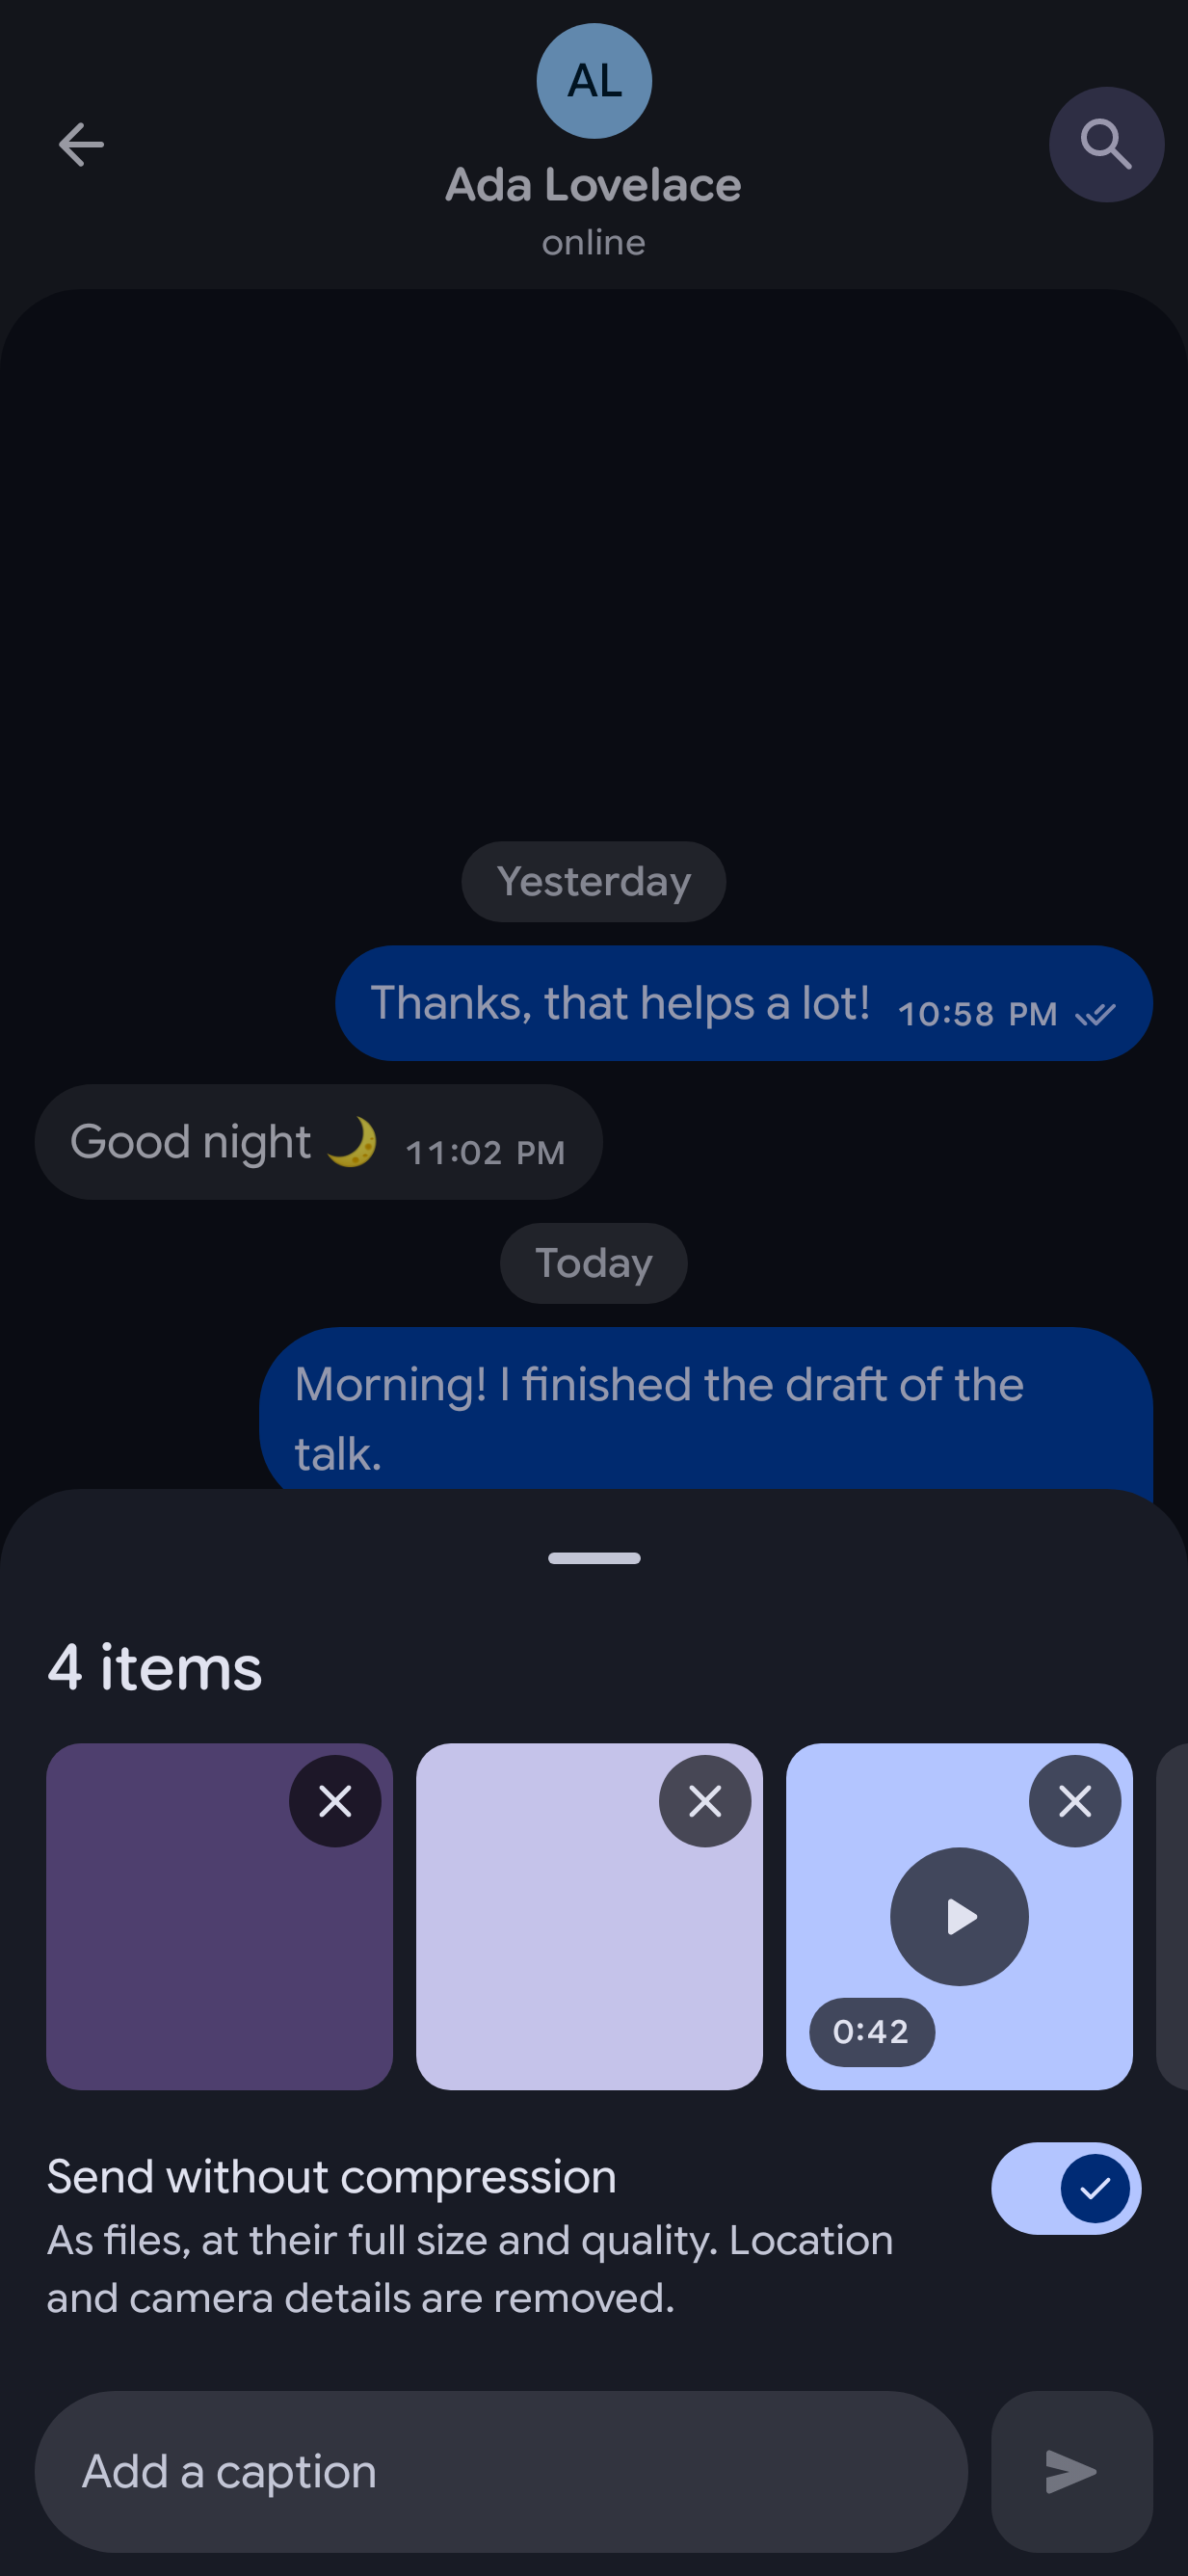 AL
Ada Lovelace
online
Yesterday
Thanks, that helps a lot! 10:58 PM
Good night 🌙 11:02 PM
Today
Morning! I finished the draft of the
talk.
4 items
0:42
Send without compression
As files, at their full size and quality. Location
and camera details are removed.
Add a caption